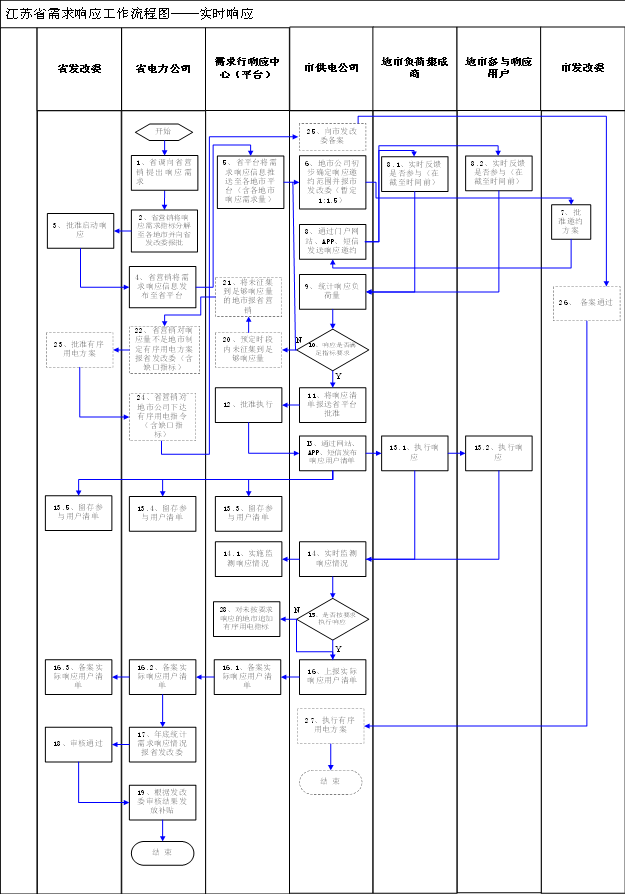 江苏省需求响应工作流程图——实时响应
省发改委
省电力公司
需求行响应中
心（平台）
市供电公司
地市负荷集成
商
地市参与响应
用户
市发改委
开始
25、向市发改
委备案
1、省调向省营
销提出响应
需求
5、省平台将需
求响应信息推
送至各地市平
台（含各地市
响应需求量）
6、地市公司初
步确定响应邀
约范围并报市
发改委（暂定
1:1.5）
8.1、实时反馈
是否参与（在
截至时间前）
8.2、实时反馈
是否参与（在
截至时间前）
3、批准启动响
应
2、省营销将响
应需求指标分解
至各地市并向省
发改委报批
8、通过门户网
站、APP、短信
发送响应邀约
7、批
准邀约
方案
4、省营销将需
求响应信息发
布至省平台
21、将未征集
到足够响应量
的地市报省营
销
9、统计响应负
荷量
26、备案通过
23、批准有序
用电方案
22、省营销对响
应量不足地市制
定有序用电方案
报省发改委（含
缺口指标）
20、预定时段
内未征集到足
够响应量
N
10、响应是否满
足指标要求
Y
24、省营销对
地市公司下达
有序用电指令
（含缺口指
标）
12、批准执行
11、将响应清
单报送省平台
批准
13、通过网站、
APP、短信发布
响应用户清单
13.1、执行响
应
13.2、执行响
应
13.5、留存参
与用户清单
13.4、留存参
与用户清单
13.3、留存参
与用户清单
14.1、实施监
测响应情况
14、实时监测
响应情况
28、对未按要求
响应的地市追加
有序用电指标
N
15、是否按要求
执行响应
Y
16.3、备案实
际响应用户清单
16.2、备案实
际响应用户清单
16.1、备案实
际响应用户清单
16、上报实际
响应用户清单
27、执行有序
用电方案
18、审核通过
17、年底统计
需求响应情况
报省发改委
结 束
19、根据发改
委审核结果发
放补贴
结 束